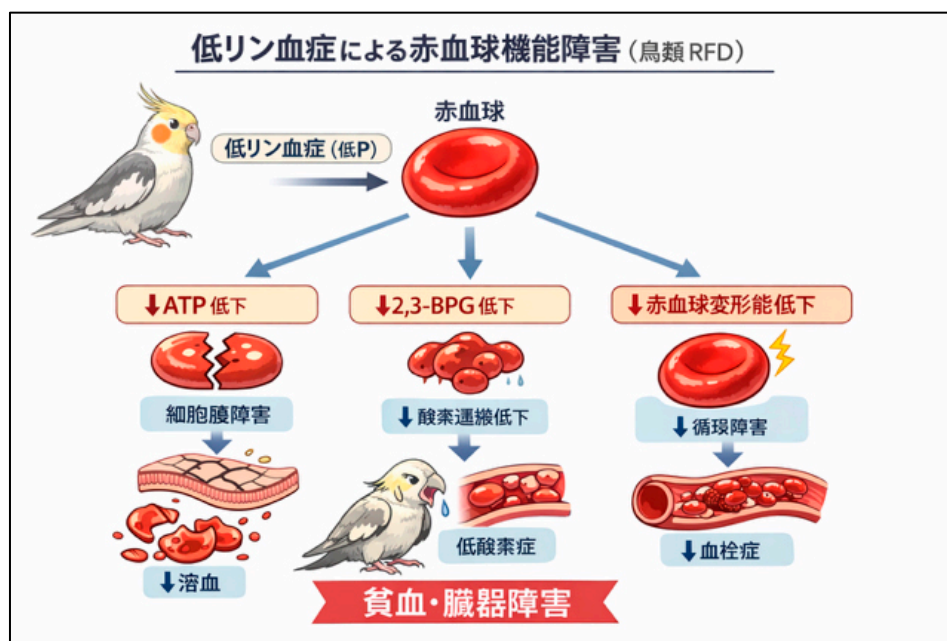 低リン血症による赤血球機能障害(鳥類 RFD)
赤血球
低リン血症(低P)
↓ATP 低下
↓2,3-BPG 低下
↓赤血球変形能低下
細胞膜障害
↓酸素運搬低下
↓循環障害
↓溶血
低酸素症
↓血栓症
貧血・臓器障害